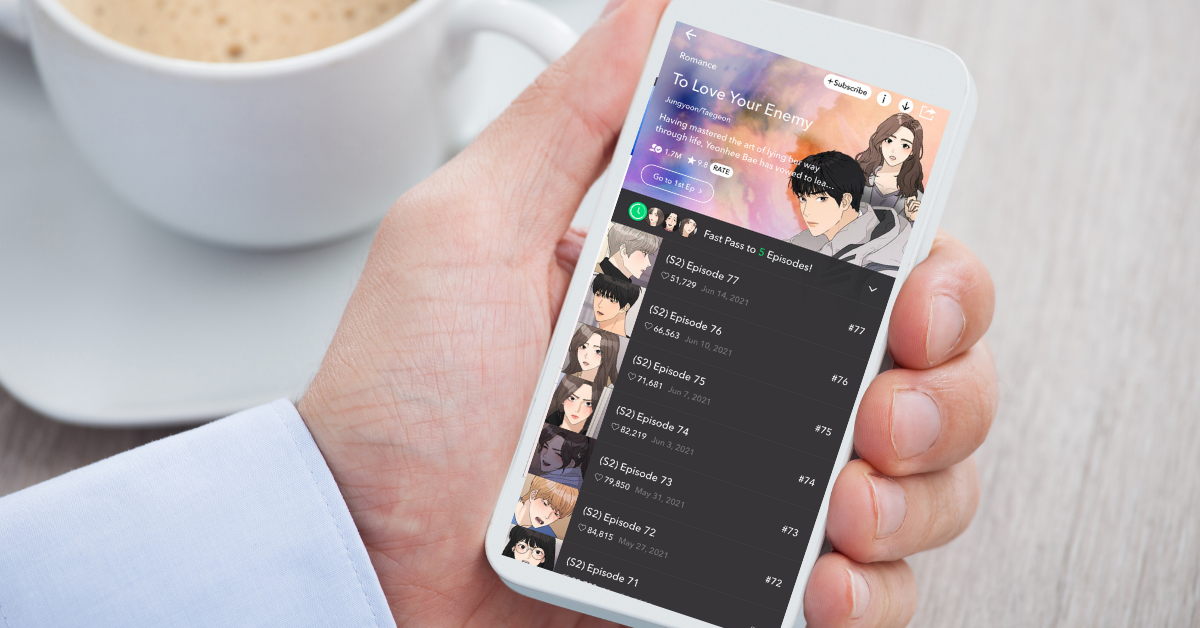 Romance
+Subscribe
To Love Your Enemy
Jungyoon/Taegeon
Having mastered the art of lying her way
through life, Yeonhee Bae has vowed to lea...
1.7M
9.8
RATE
Go to 1st Ep >
Fast Pass to 5 Episodes!
(S2) Episode 77
51,729 Jun 14, 2021
#77
(S2) Episode 76
66,563 Jun 10, 2021
#76
(S2) Episode 75
71,681 Jun 7, 2021
#75
(S2) Episode 74
82,219 Jun 3, 2021
#74
(S2) Episode 73
79,850 May 31, 2021
#73
(S2) Episode 72
84,815 May 27, 2021
#72
(S2) Episode 71